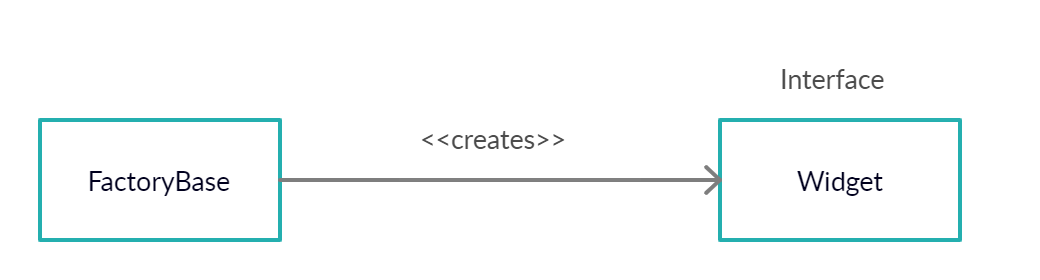 Interface
<<creates>>
FactoryBase
Widget